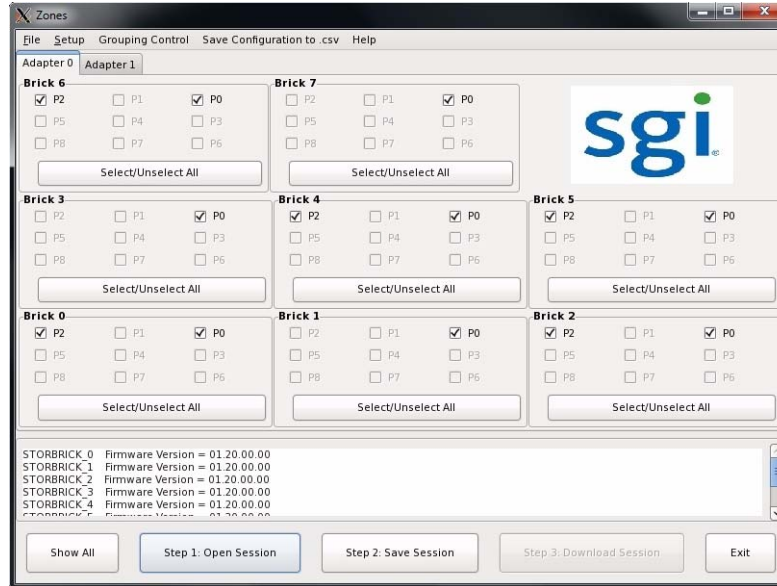 Zones
File Setup Grouping Control Save Configuration to .csv Help
Adapter 0 Adapter 1
Brick 6 Brick 7
P2 P1 P0 P2 P1 P0
P5 P4 P3 P5 P4 P3
P8 P7 P6 P8 P7 P6
Select/Unselect All Select/Unselect All
sgi
Brick 3 Brick 4 Brick 5
P2 P1 P0 P2 P1 P0 P2 P1 P0
P5 P4 P3 P5 P4 P3 P5 P4 P3
P8 P7 P6 P8 P7 P6 P8 P7 P6
Select/Unselect All Select/Unselect All Select/Unselect All
Brick 0 Brick 1 Brick 2
P2 P1 P0 P2 P1 P0 P2 P1 P0
P5 P4 P3 P5 P4 P3 P5 P4 P3
P8 P7 P6 P8 P7 P6 P8 P7 P6
Select/Unselect All Select/Unselect All Select/Unselect All
STORBRICK_0 Firmware Version = 01.20.00.00
STORBRICK_1 Firmware Version = 01.20.00.00
STORBRICK_2 Firmware Version = 01.20.00.00
STORBRICK_3 Firmware Version = 01.20.00.00
STORBRICK_4 Firmware Version = 01.20.00.00
STORBRICK_5 Firmware Version = 01.20.00.00
Show All Step 1: Open Session Step 2: Save Session Step 3: Download Session Exit